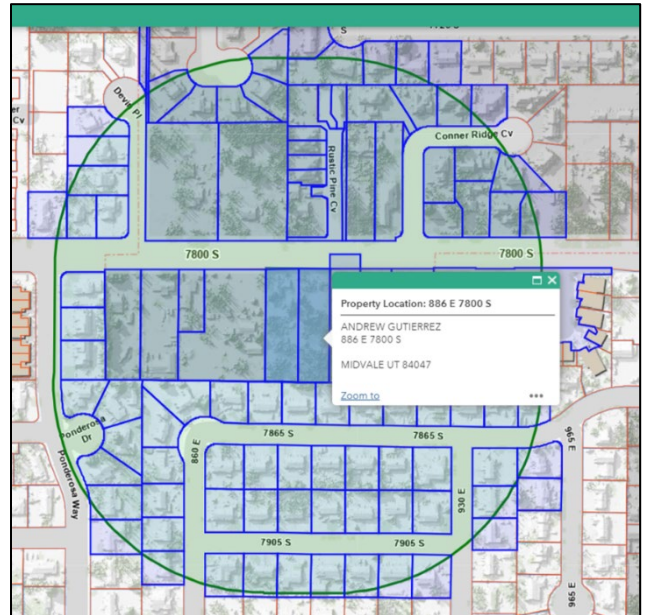 S
Devin Pl
Cv
Conner Ridge Cv
Rustic Pine Cv
7800 S
7800 S
Property Location: 886 E 7800 S
ANDREW GUTIERREZ
886 E 7800 S
MIDVALE UT 84047
Zoom to
•••
Ponderosa
Dr
860 E
7865 S
7865 S
965 E
Ponderosa Way
930 E
7905 S
7905 S
965 E